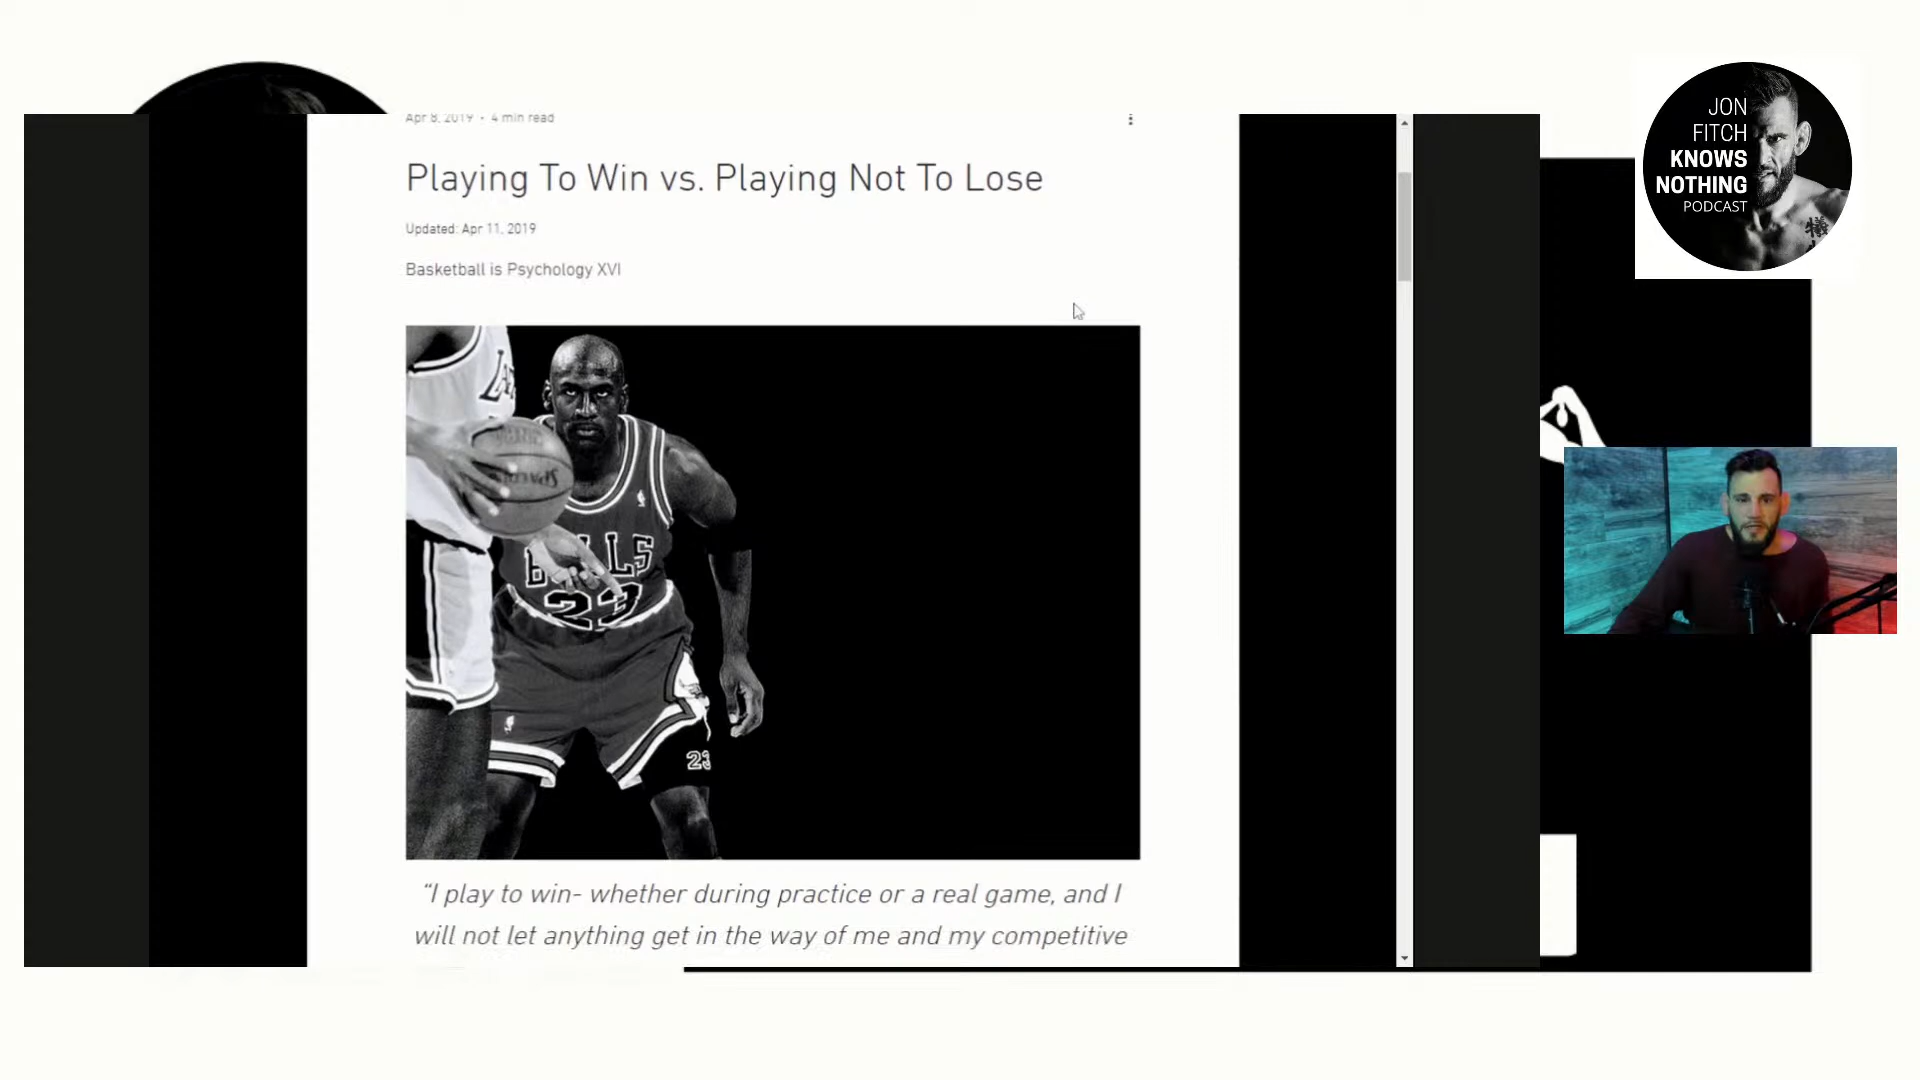 Apr 8, 2019 · 4 min read
Playing To Win vs. Playing Not To Lose
Updated: Apr 11, 2019
Basketball is Psychology XVI
BULLS
23
23
“I play to win- whether during practice or a real game, and I
will not let anything get in the way of me and my competitive
JON
FITCH
KNOWS
NOTHING
PODCAST